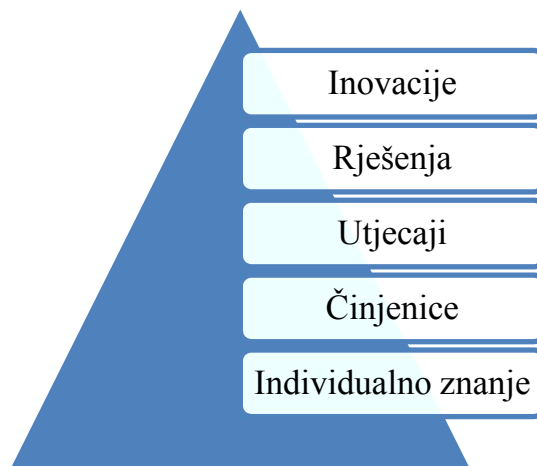 Inovacije
Rješenja
Utjecaji
Činjenice
Individualno znanje